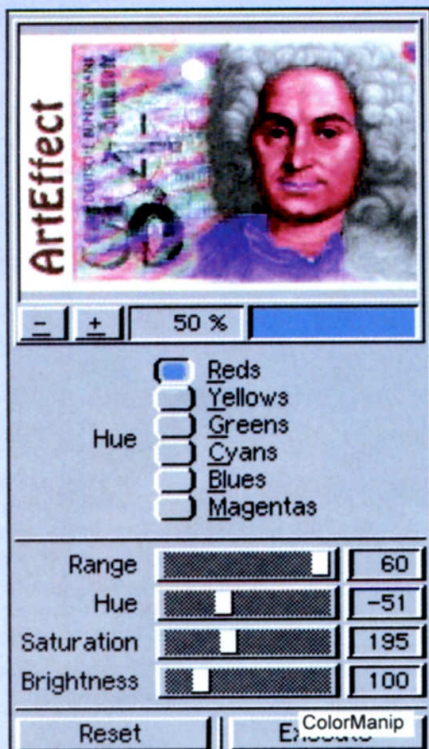 ArtEffect
DEUTSCHE BUNDESBANK
- + 50 %
Hue
Reds
Yellows
Greens
Cyans
Blues
Magentas
Range 60
Hue -51
Saturation 195
Brightness 100
Reset
ColorManip